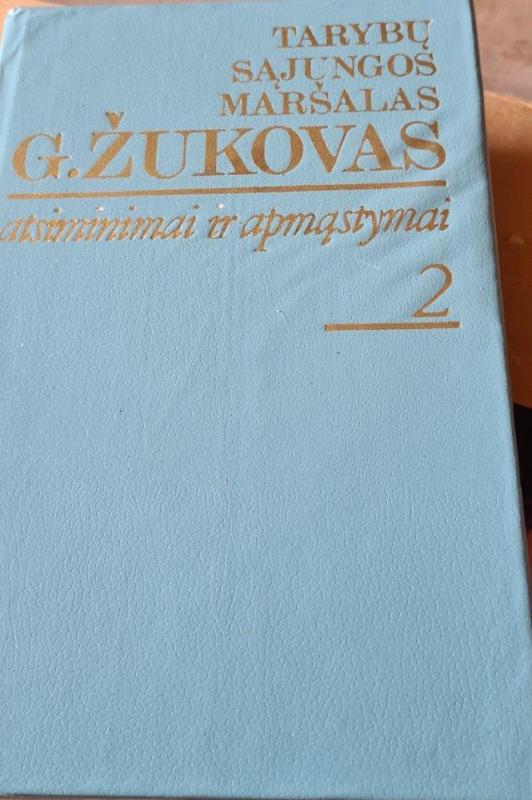 TARYBŲ
SĄJUNGOS
MARŠALAS
G.ŽUKOVAS
atsiminimai ir apmąstymai
2